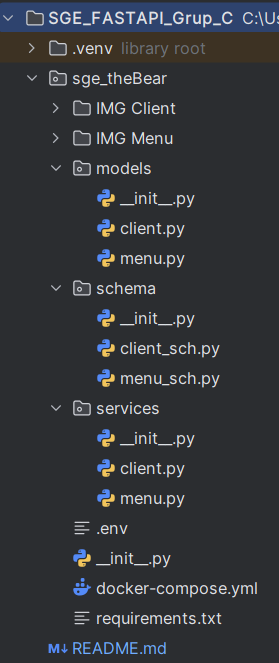 SGE_FASTAPI_Grup_C C:\Us
.venv library root
sge_theBear
IMG Client
IMG Menu
models
__init__.py
client.py
menu.py
schema
__init__.py
client_sch.py
menu_sch.py
services
__init__.py
client.py
menu.py
.env
__init__.py
docker-compose.yml
requirements.txt
M↓ README.md